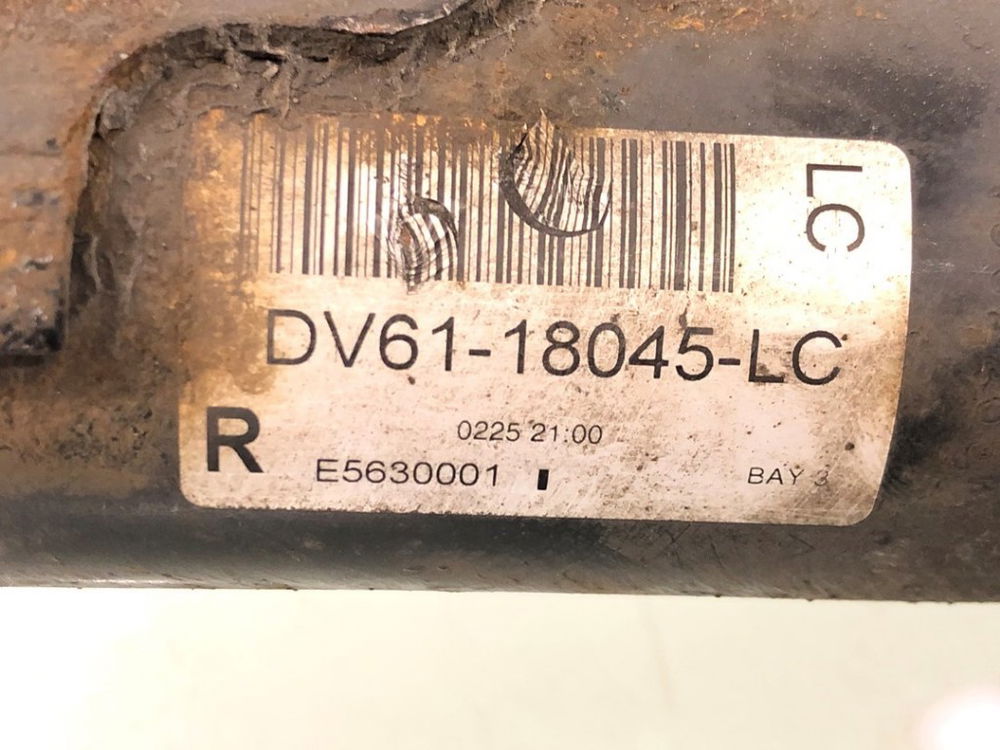 LC
DV61-18045-LC
R
0225 21:00
E5630001
BAY 3